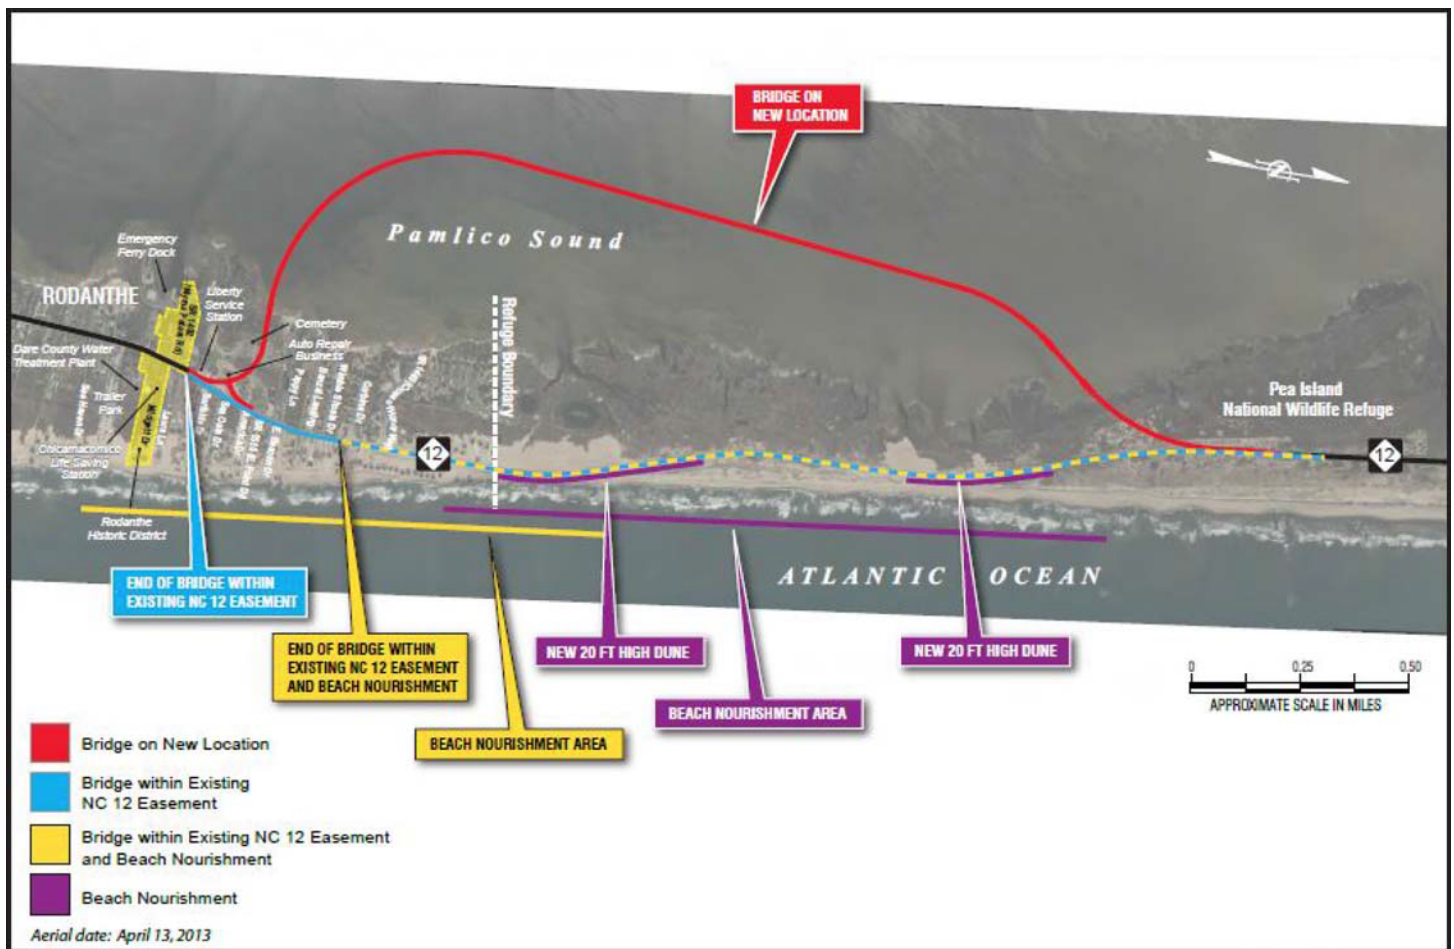 BRIDGE ON
NEW LOCATION
Pamlico Sound
Emergency
Ferry Dock
RODANTHE
Liberty
Service
Station
Cemetery
Auto Repair
Business
Dare County Water
Treatment Plant
Trailer
Park
Chicamacomico
Life Saving
Station
Rodanthe
Historic District
Refuge Boundary
12
Pea Island
National Wildlife Refuge
12
ATLANTIC OCEAN
END OF BRIDGE WITHIN
EXISTING NC 12 EASEMENT
END OF BRIDGE WITHIN
EXISTING NC 12 EASEMENT
AND BEACH NOURISHMENT
NEW 20 FT HIGH DUNE
NEW 20 FT HIGH DUNE
BEACH NOURISHMENT AREA
BEACH NOURISHMENT AREA
0 0.25 0.50
APPROXIMATE SCALE IN MILES
Bridge on New Location
Bridge within Existing
NC 12 Easement
Bridge within Existing NC 12 Easement
and Beach Nourishment
Beach Nourishment
Aerial date: April 13, 2013